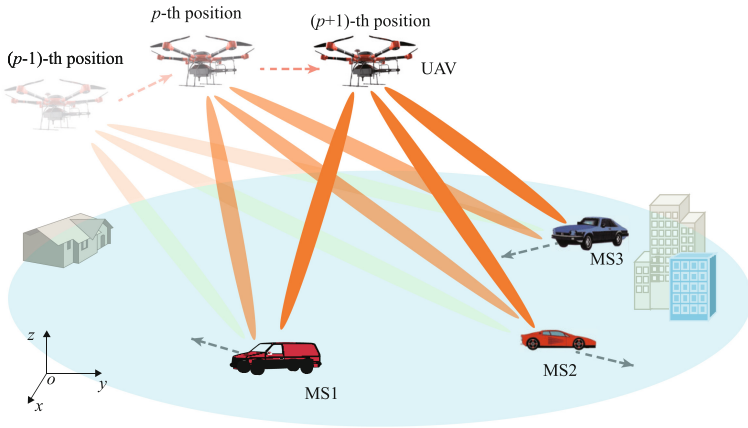 p-th position
(p+1)-th position
(p-1)-th position
UAV
MS3
z
o
y
x
MS1
MS2